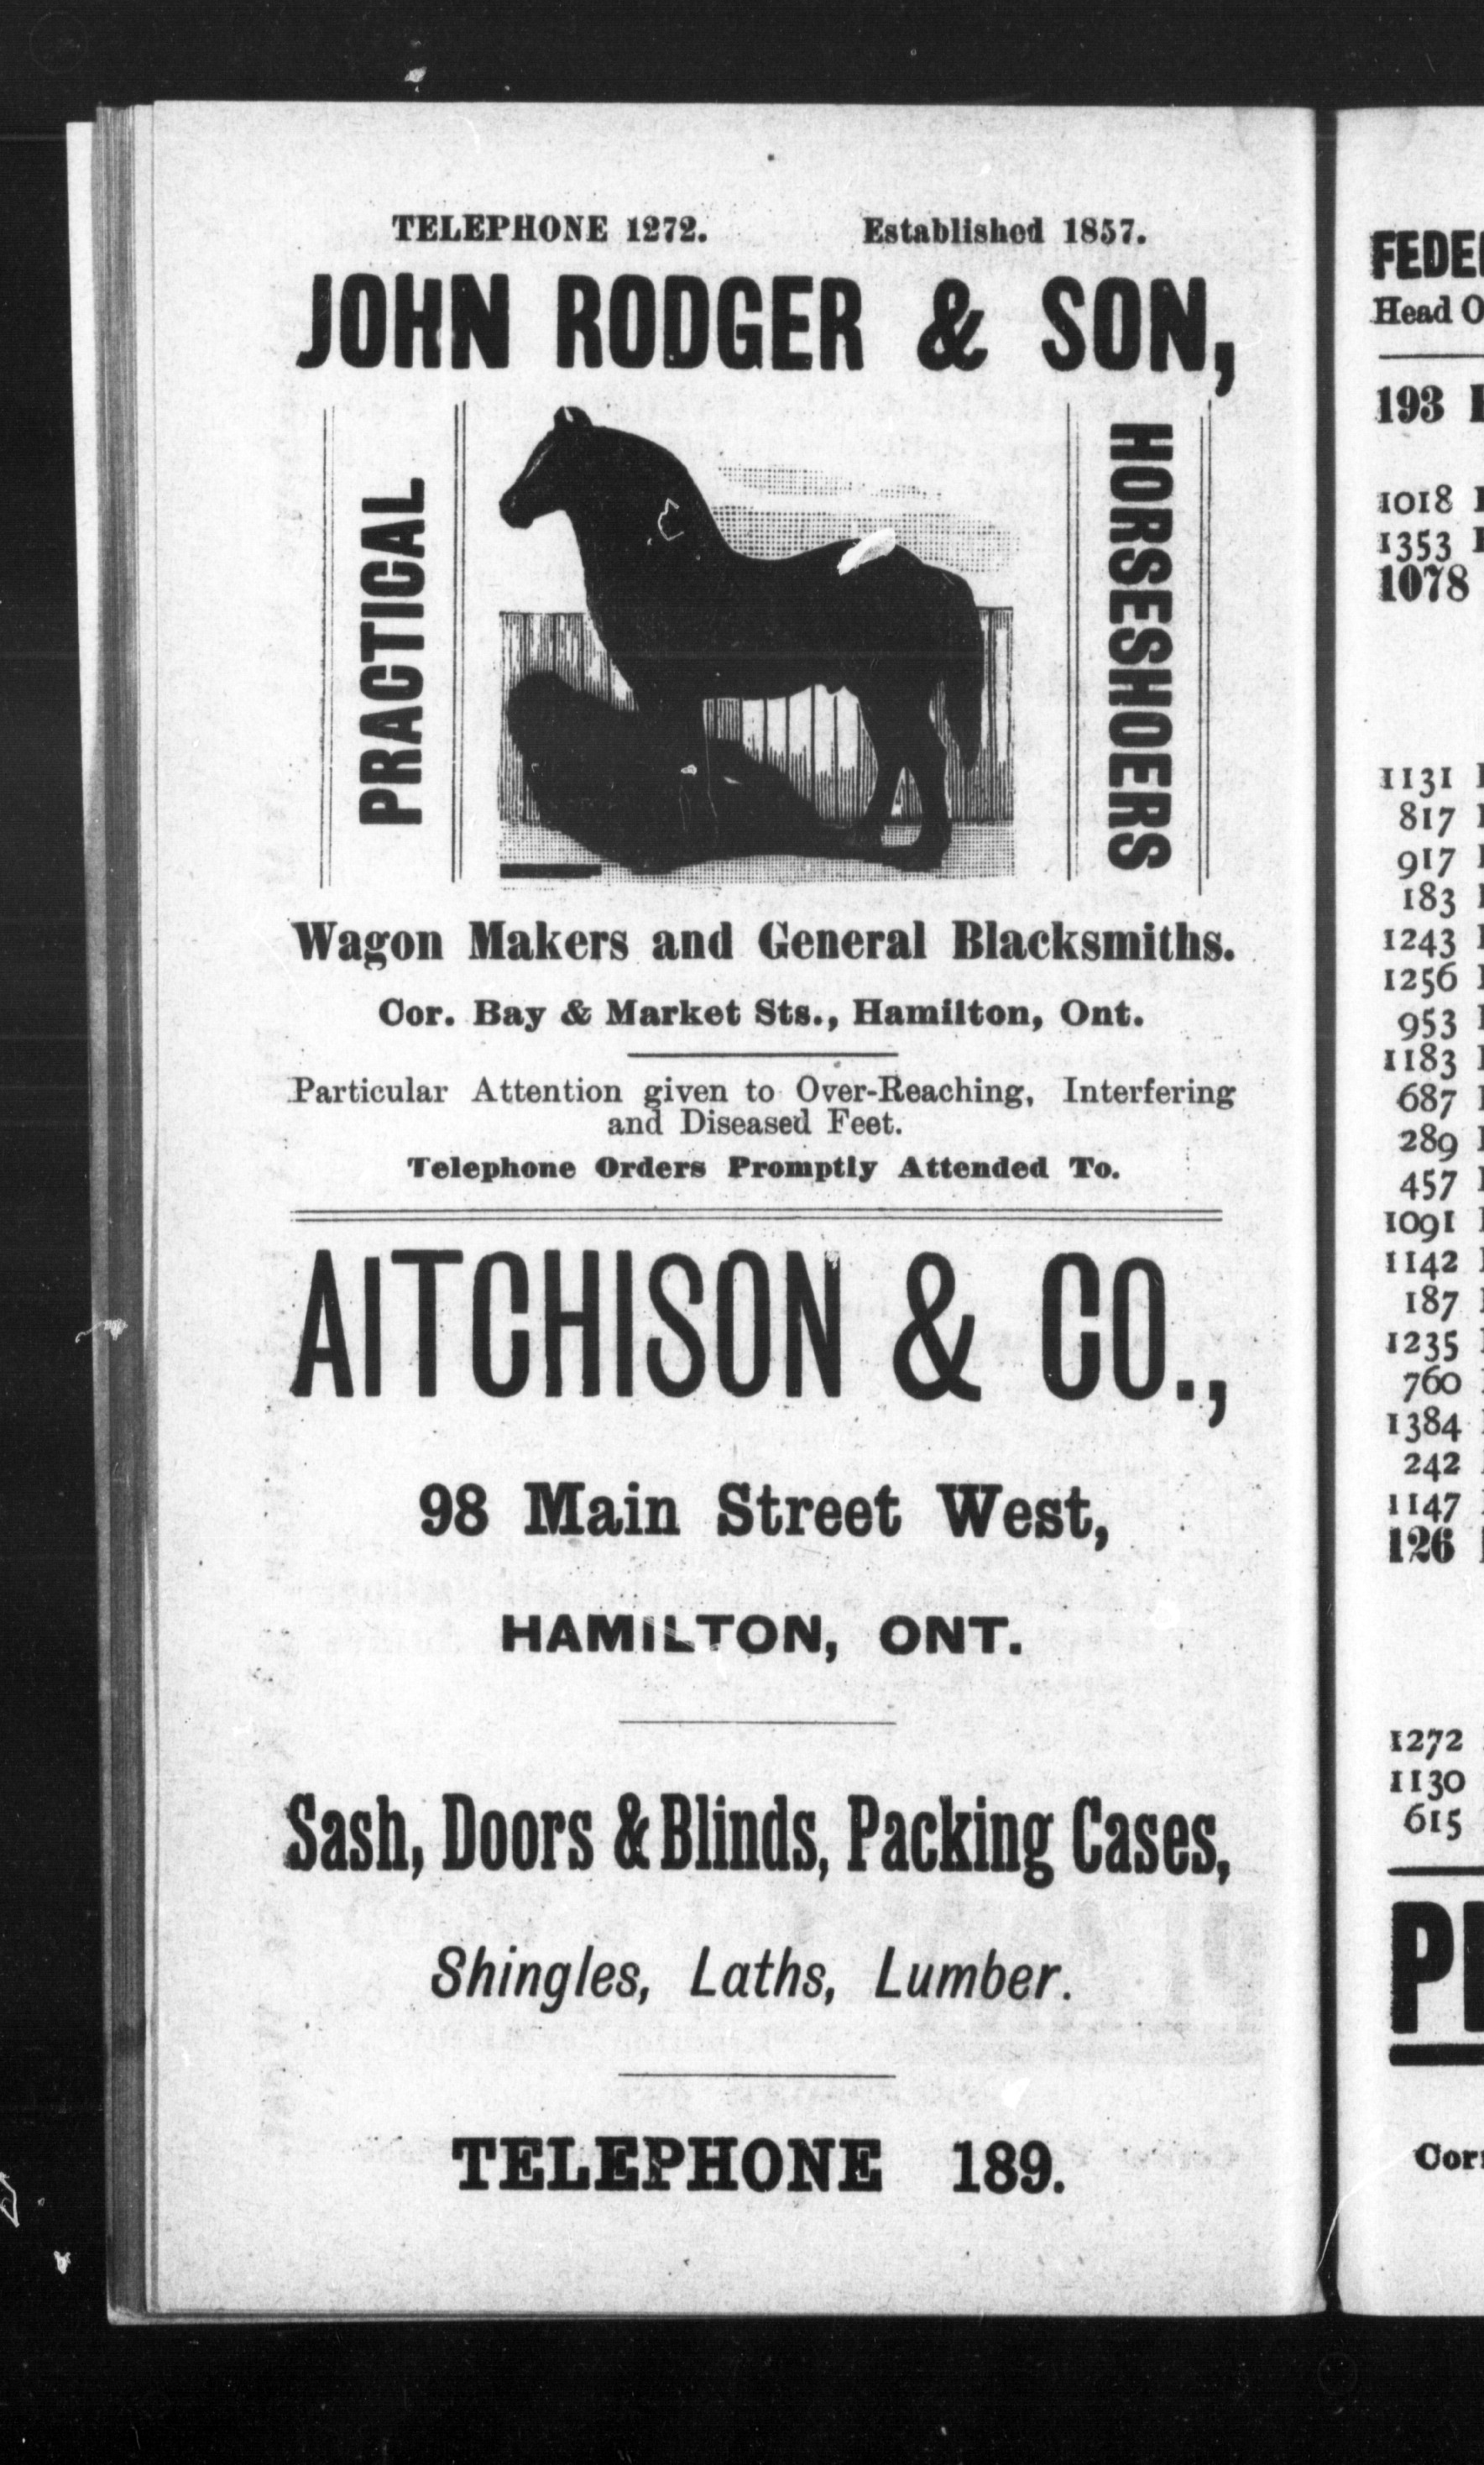 TELEPHONE 1272. Established 1857.
JOHN RODGER & SON,
PRACTICAL
HORSESHOERS
Wagon Makers and General Blacksmiths.
Cor. Bay & Market Sts., Hamilton, Ont.
Particular Attention given to Over-Reaching, Interfering
and Diseased Feet.
Telephone Orders Promptly Attended To.
AITCHISON & CO.,
98 Main Street West,
HAMILTON, ONT.
Sash, Doors & Blinds, Packing Cases,
Shingles, Laths, Lumber.
TELEPHONE 189.
Head
193
1018
1353
1078
1131
817
917
183
1243
1256
953
1183
687
289
457
1091
1142
187
1235
760
1384
242
1147
126
1272
1130
615